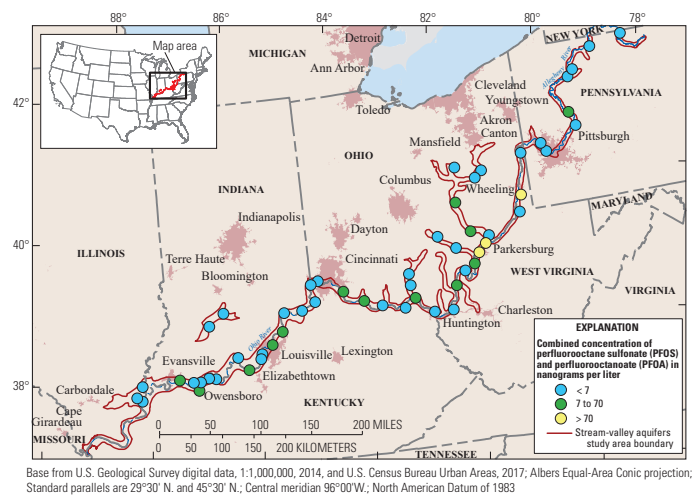 88°
86°
84°
82°
80°
78°
Map area
MICHIGAN
Detroit
Ann Arbor
Toledo
NEW YORK
Allegheny River
PENNSYLVANIA
42°
Cleveland
Youngstown
Akron
Canton
Pittsburgh
Mansfield
OHIO
Columbus
Wheeling
INDIANA
MARYLAND
Indianapolis
Dayton
40°
ILLINOIS
Terre Haute
Bloomington
Cincinnati
Parkersburg
WEST VIRGINIA
VIRGINIA
Charleston
Huntington
Ohio River
Louisville
Lexington
Evansville
Elizabethtown
38°
Carbondale
Owensboro
Cape
Girardeau
KENTUCKY
MISSOURI
TENNESSEE
0 50 100 150 200 MILES
0 50 100 150 200 KILOMETERS
EXPLANATION
Combined concentration of
perfluorooctane sulfonate (PFOS)
and perfluorooctanoate (PFOA) in
nanograms per liter
< 7
7 to 70
> 70
Stream-valley aquifers
study area boundary
Base from U.S. Geological Survey digital data, 1:1,000,000, 2014, and U.S. Census Bureau Urban Areas, 2017; Albers Equal-Area Conic projection;
Standard parallels are 29°30' N. and 45°30' N.; Central meridian 96°00'W.; North American Datum of 1983